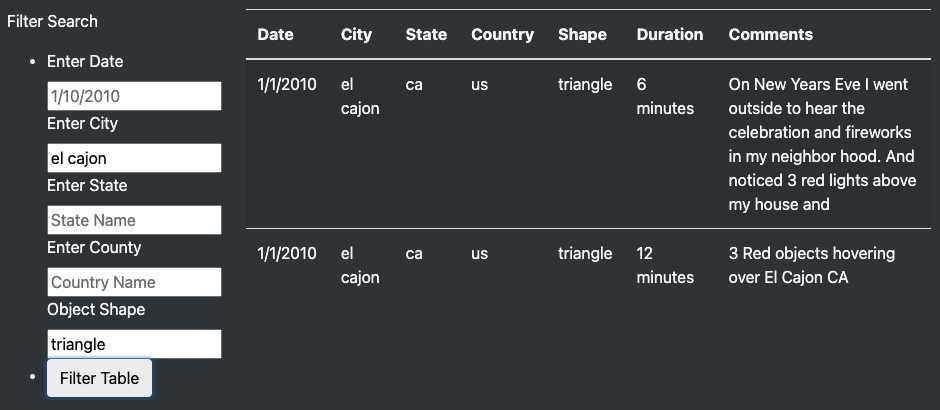 Filter Search
Enter Date
1/10/2010
Enter City
el cajon
Enter State
State Name
Enter County
Country Name
Object Shape
triangle
Filter Table
Date City State Country Shape Duration Comments
1/1/2010 el ca us triangle 6 On New Years Eve I went
cajon minutes outside to hear the
celebration and fireworks
in my neighbor hood. And
noticed 3 red lights above
my house and
1/1/2010 el ca us triangle 12 3 Red objects hovering
cajon minutes over El Cajon CA